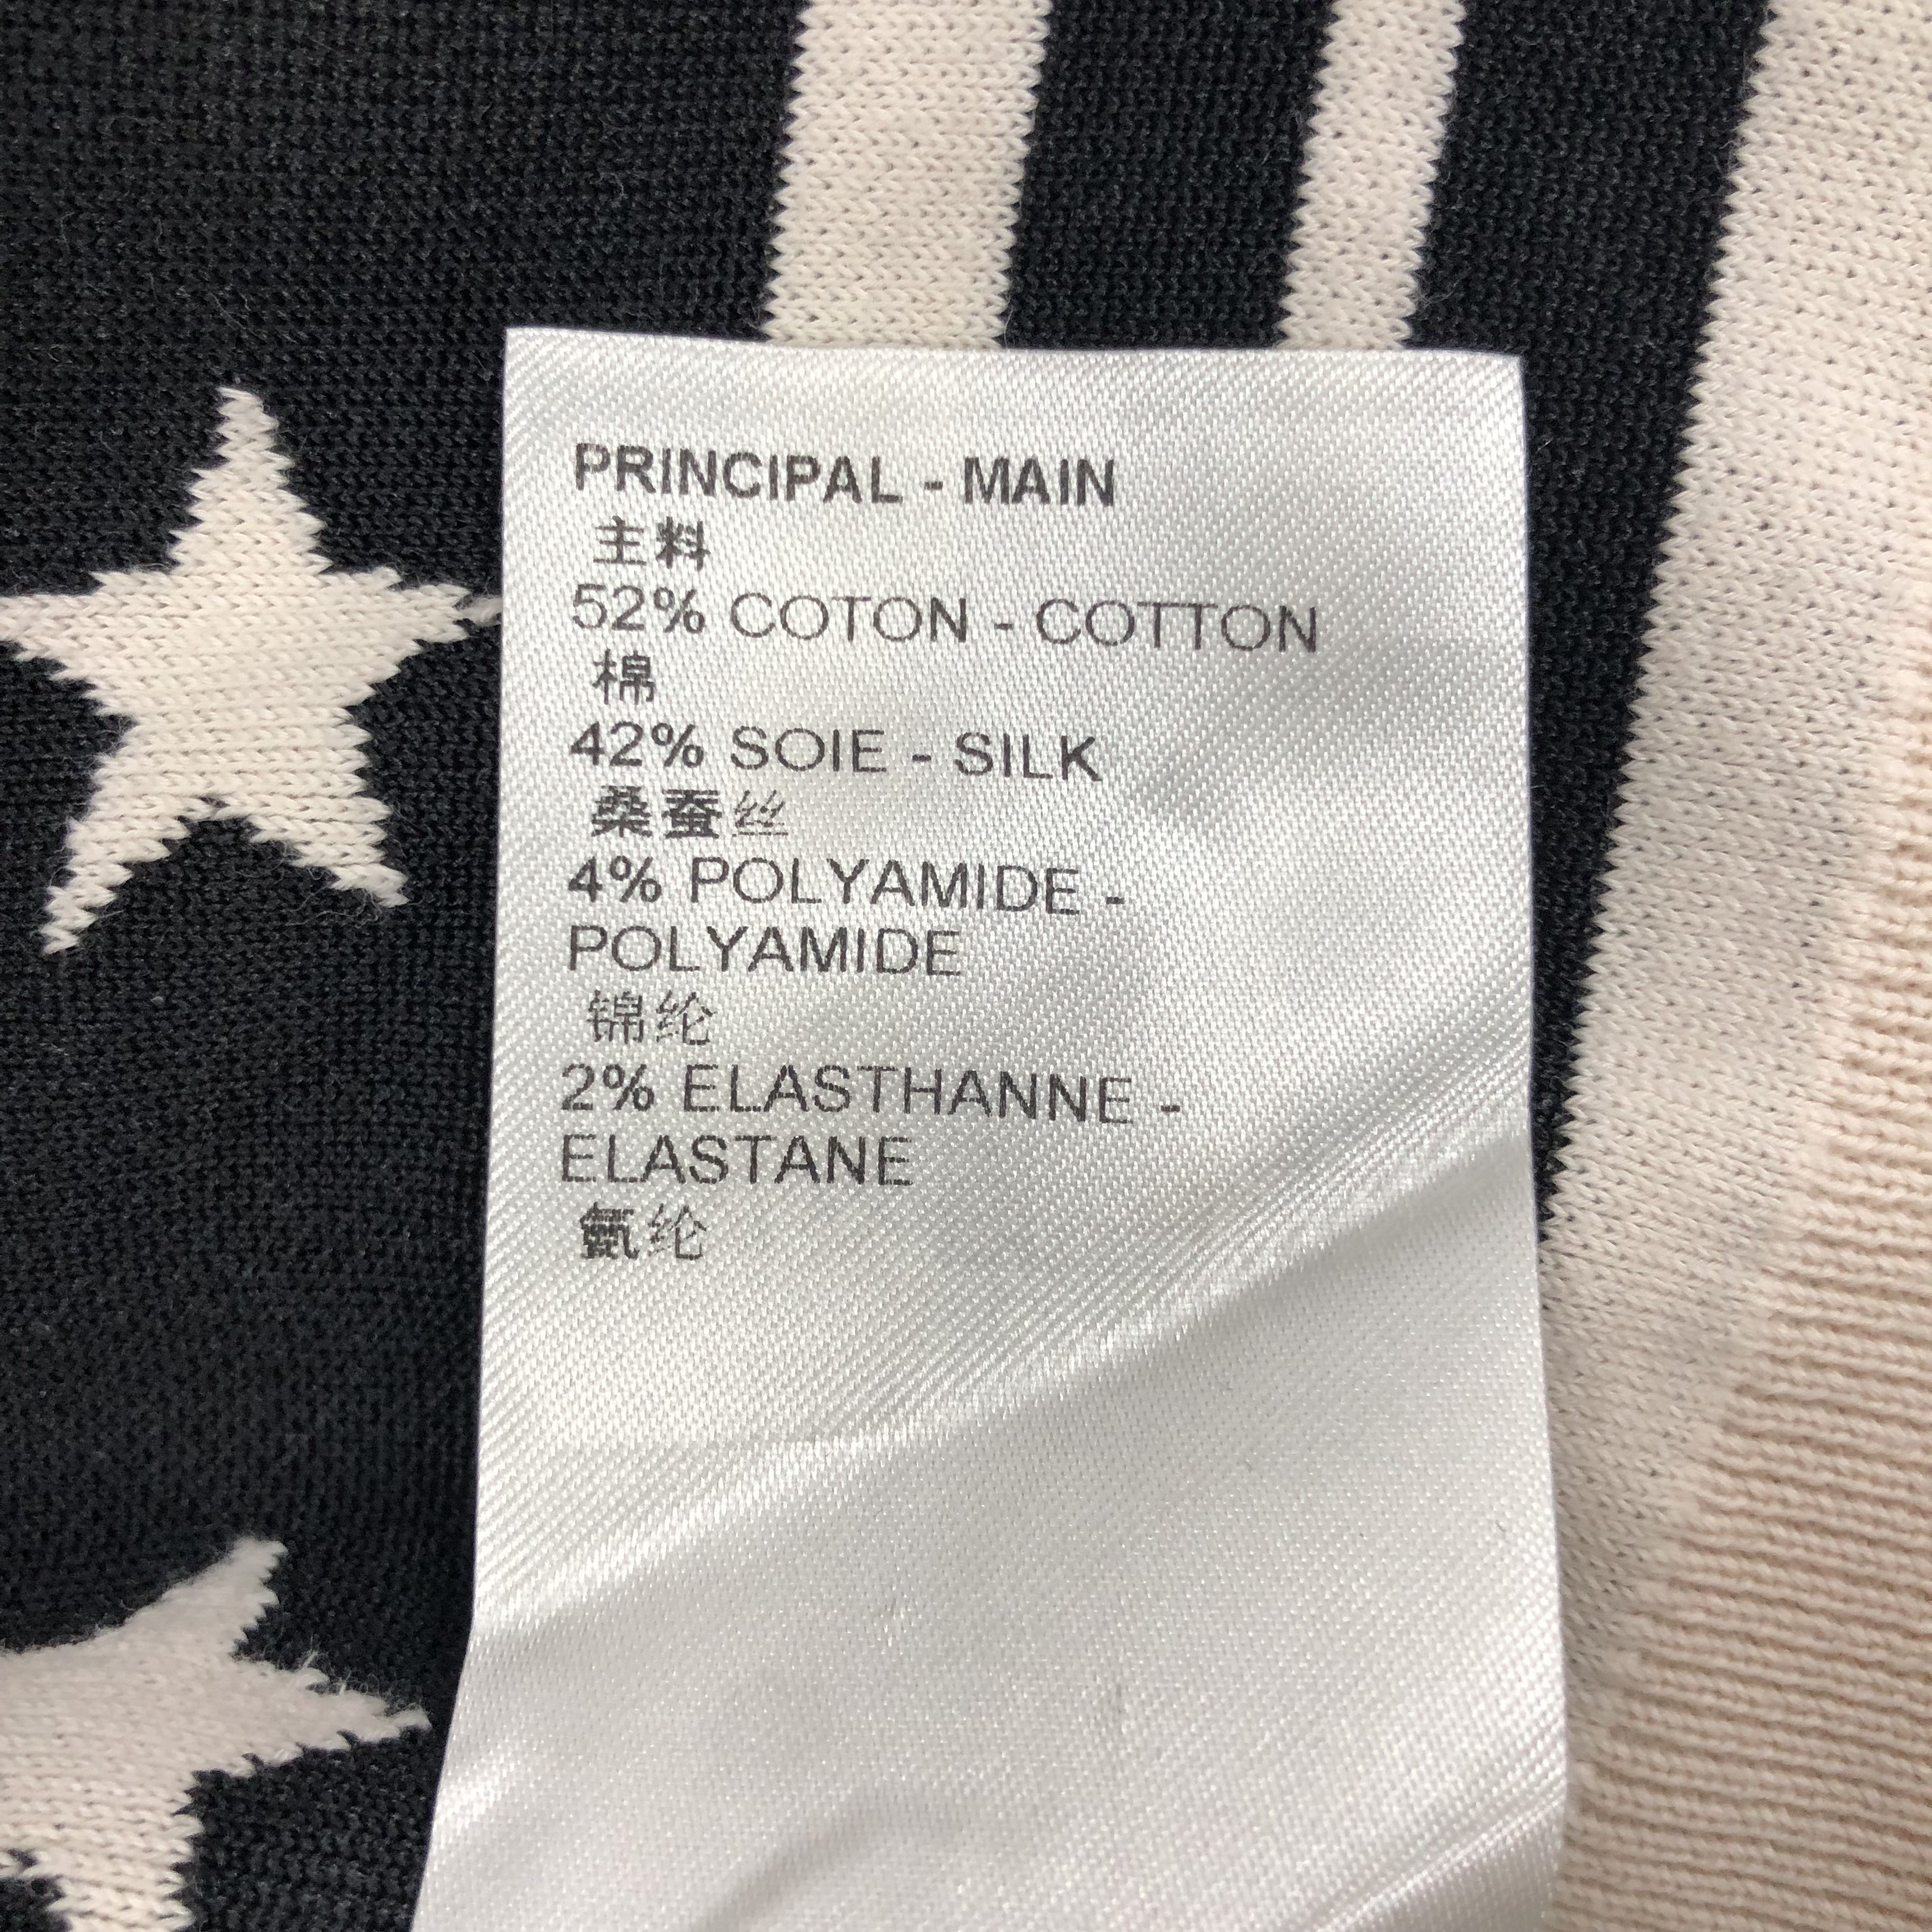 PRINCIPAL - MAIN
主料
52% COTON - COTTON
棉
42% SOIE - SILK
桑蚕丝
4% POLYAMIDE -
POLYAMIDE
锦纶
2% ELASTHANNE -
ELASTANE
氨纶